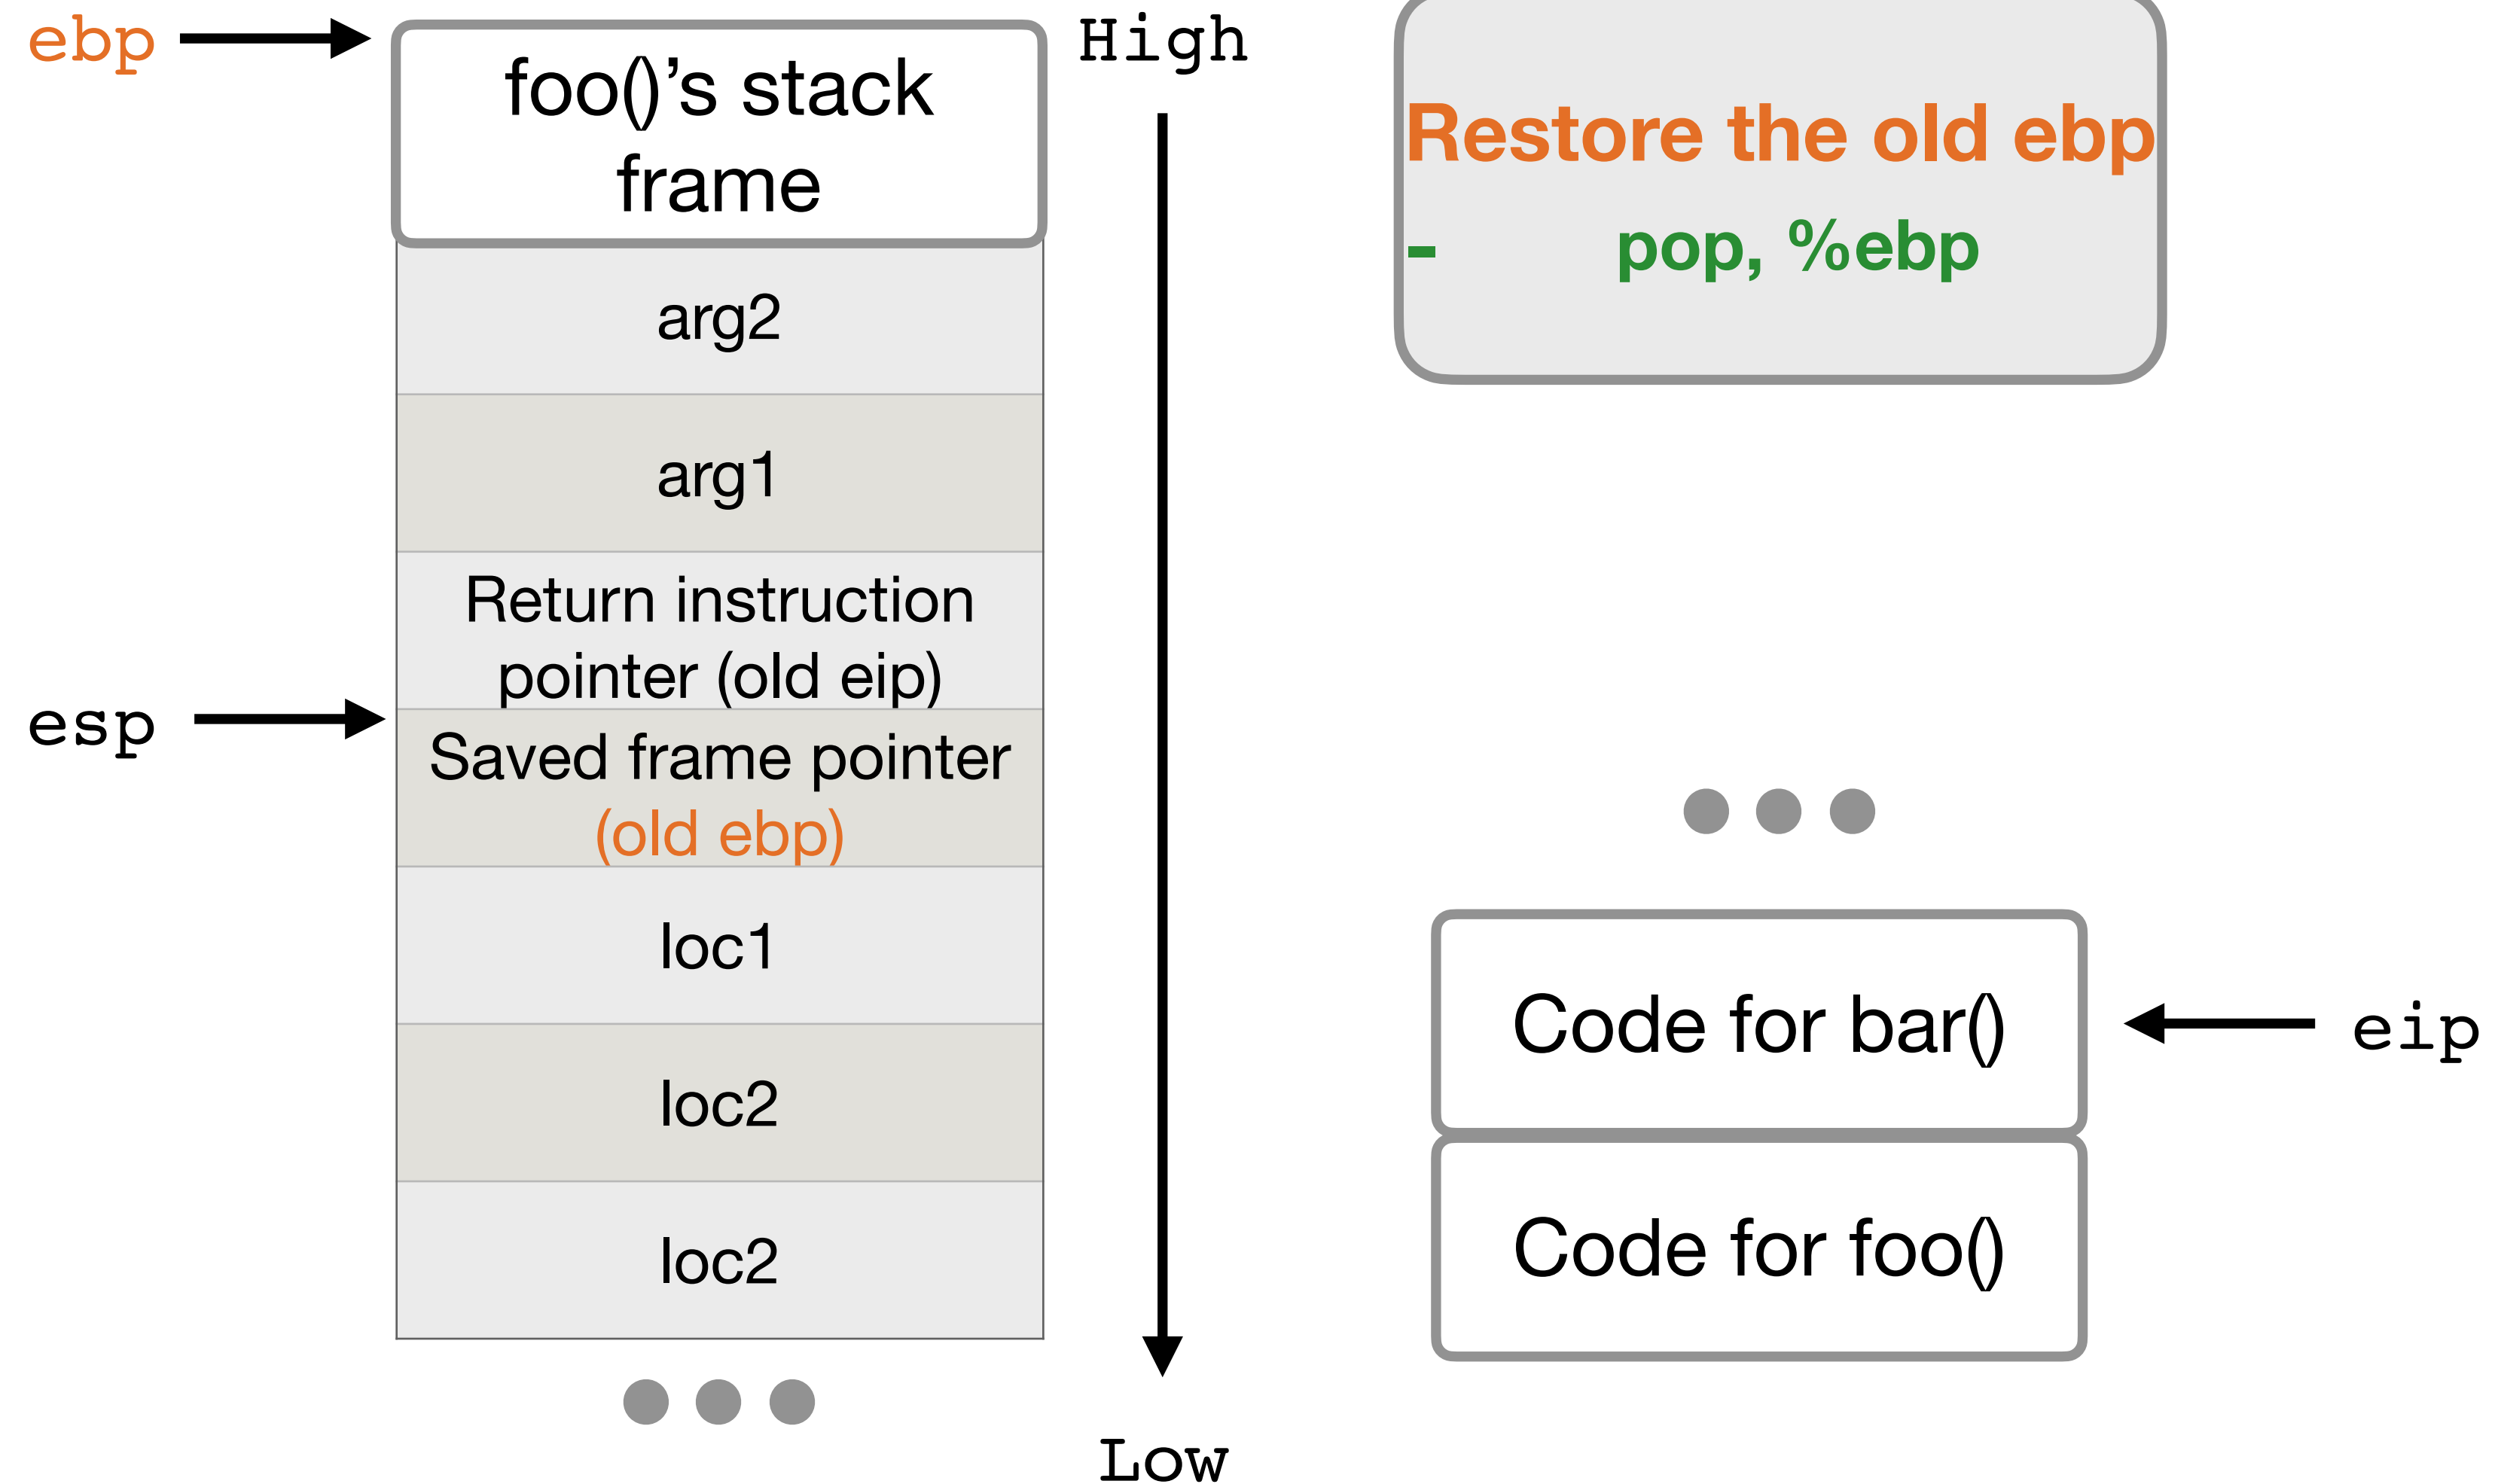 ebp
foo()’s stack
frame
arg2
arg1
Return instruction
pointer (old eip)
esp
Saved frame pointer
(old ebp)
loc1
loc2
loc2
High
Low
Restore the old ebp
- pop, %ebp
Code for bar()
eip
Code for foo()